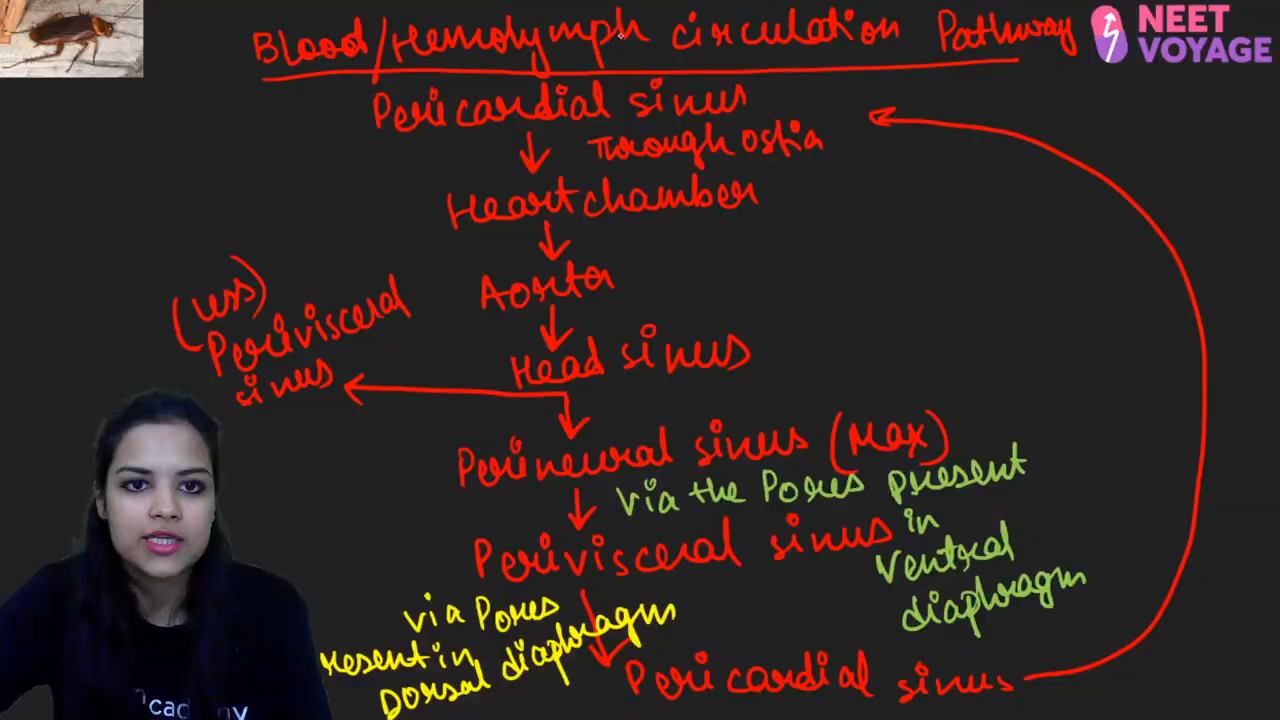 Blood/Hemolymph circulation Pathway
NEET
VOYAGE
Pericardial sinus
Through ostia
Heart chamber
Aorta
(less)
Perivisceral
sinus
Head sinus
Perineural sinus (Max)
via the Pores present
in
Ventral
diaphragm
Perivisceral sinus
via Pores
resent in
Dorsal diaphragm
Pericardial sinus